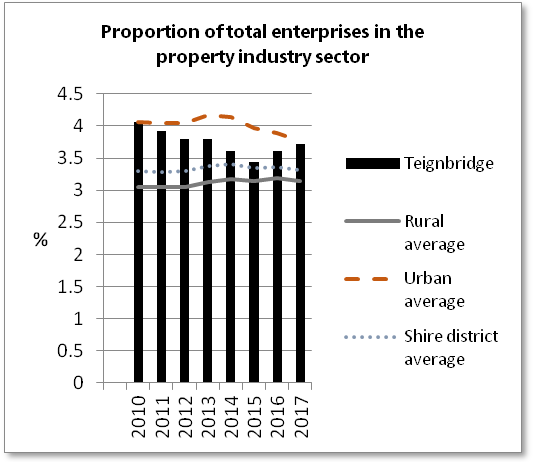 Proportion of total enterprises in the
property industry sector
4.5
4
3.5
3
2.5
2
1.5
1
0.5
0
%
2010
2011
2012
2013
2014
2015
2016
2017
Teignbridge
Rural
average
Urban
average
Shire district
average